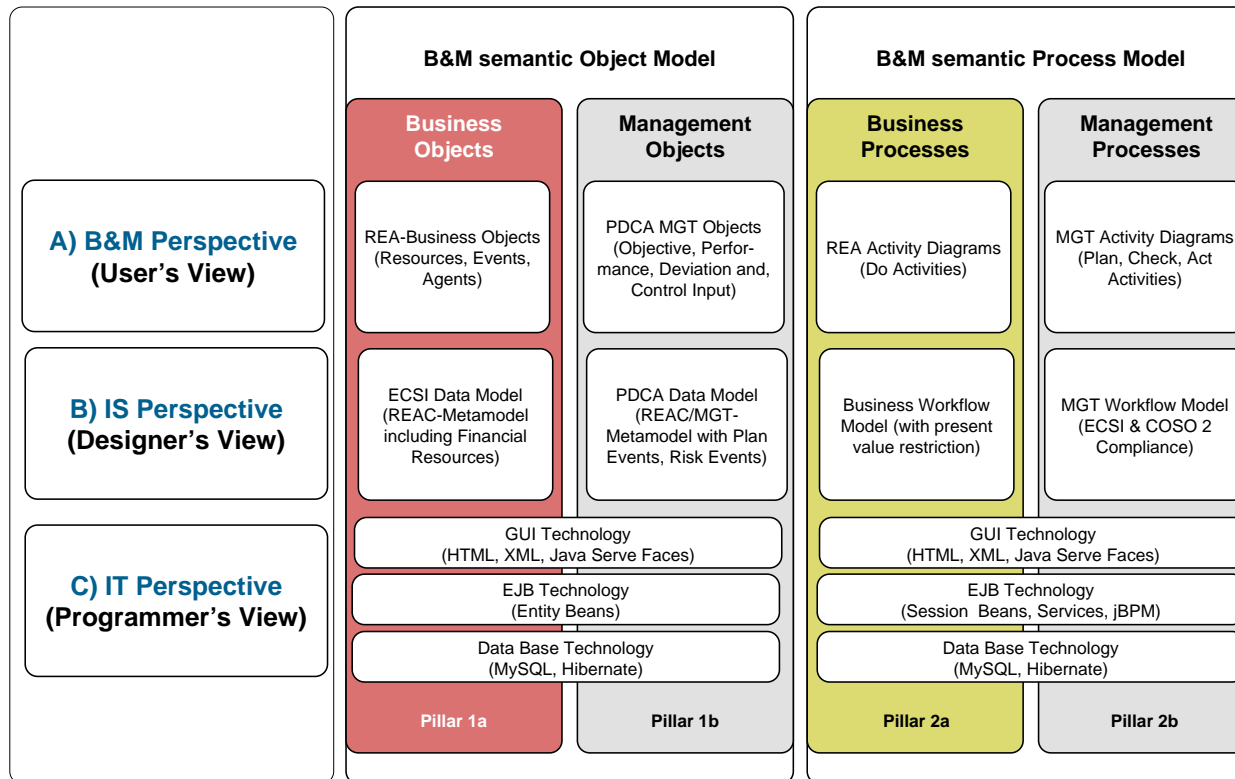 B&M semantic Object Model
B&M semantic Process Model
Business
Objects
Management
Objects
Business
Processes
Management
Processes
A) B&M Perspective
(User’s View)
REA-Business Objects
(Resources, Events,
Agents)
PDCA MGT Objects
(Objective, Perfor-
mance, Deviation and,
Control Input)
REA Activity Diagrams
(Do Activities)
MGT Activity Diagrams
(Plan, Check, Act
Activities)
B) IS Perspective
(Designer’s View)
ECSI Data Model
(REAC-Metamodel
including Financial
Resources)
PDCA Data Model
(REAC/MGT-
Metamodel with Plan
Events, Risk Events)
Business Workflow
Model (with present
value restriction)
MGT Workflow Model
(ECSI & COSO 2
Compliance)
C) IT Perspective
(Programmer’s View)
GUI Technology
(HTML, XML, Java Serve Faces)
EJB Technology
(Entity Beans)
Data Base Technology
(MySQL, Hibernate)
GUI Technology
(HTML, XML, Java Serve Faces)
EJB Technology
(Session Beans, Services, jBPM)
Data Base Technology
(MySQL, Hibernate)
Pillar 1a
Pillar 1b
Pillar 2a
Pillar 2b